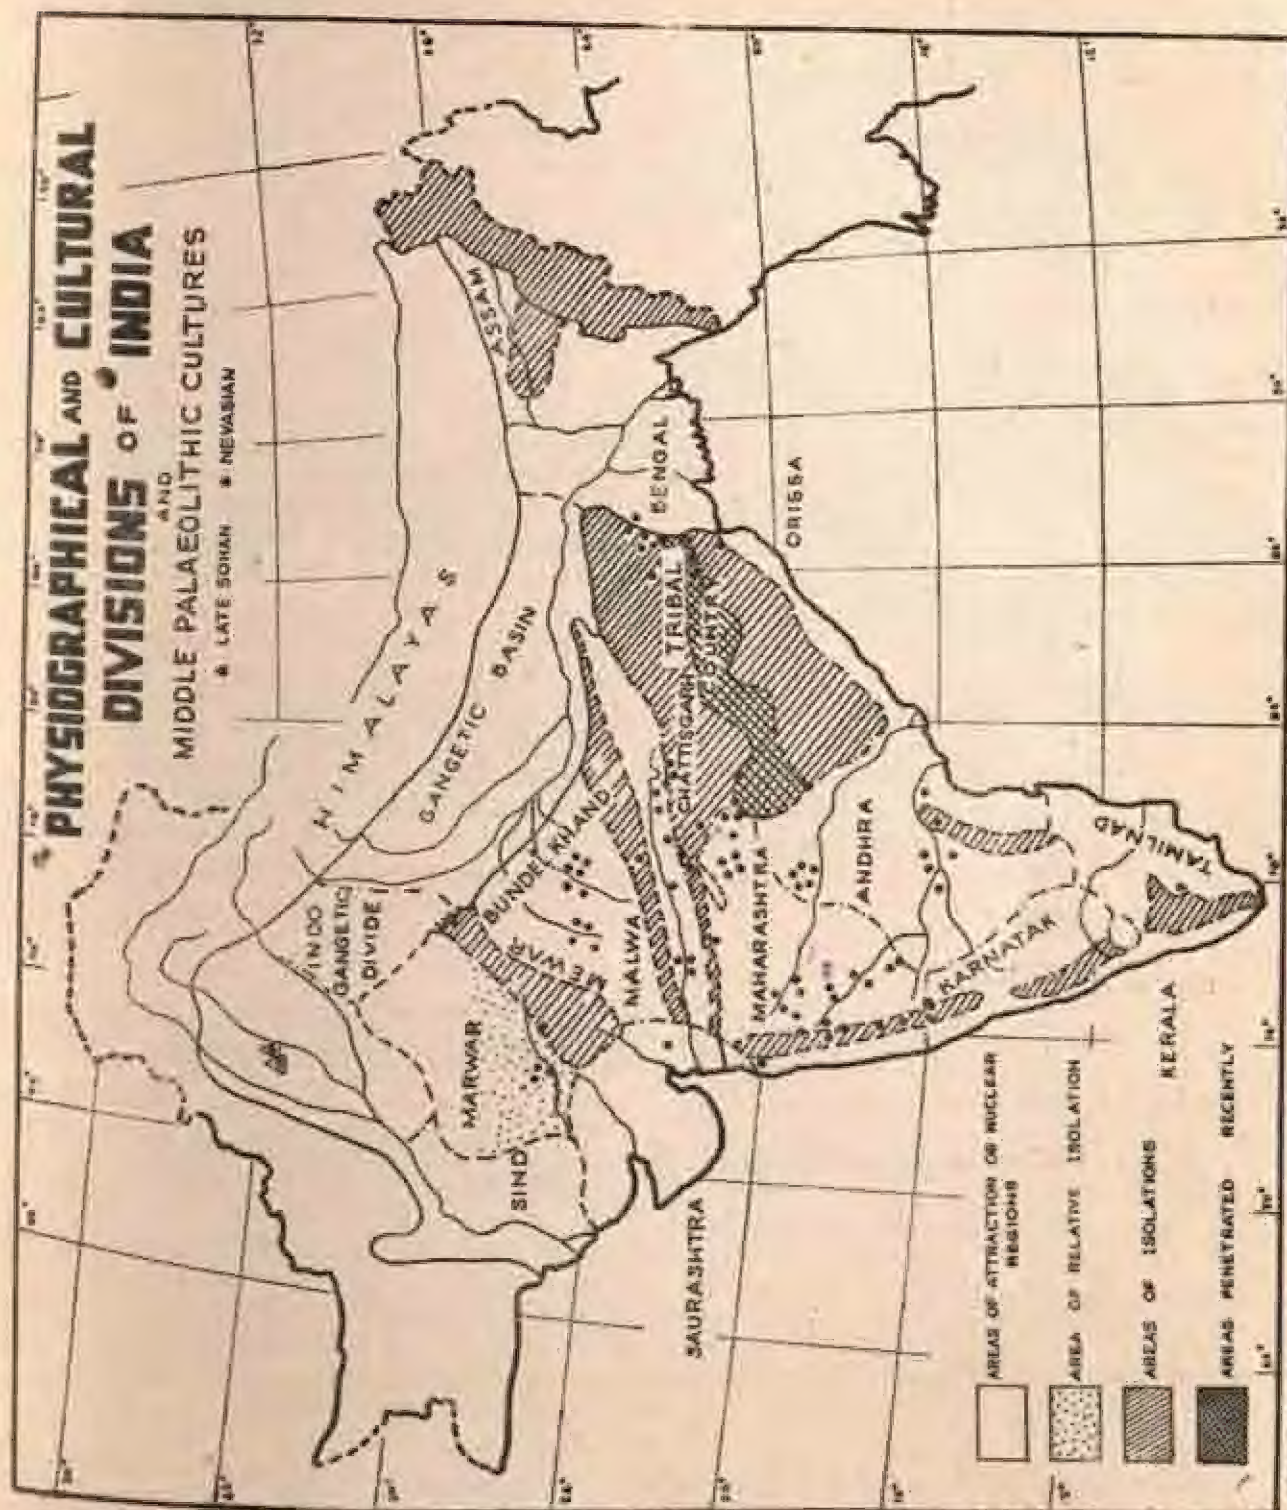 PHYSIOGRAPHICAL AND CULTURAL
DIVISIONS OF INDIA
AND
MIDDLE PALAEOLITHIC CULTURES
LATE SOHAN NEVASIAN
HIMALAYAS
GANGETIC BASIN
ASSAM
INDO
GANGETIC
DIVIDE
BUNDELKHAND
MEWAR
MARWAR
SIND
MALWA
CHATTISGARH TRIBAL
COUNTRY
BENGAL
ORISSA
MAHARASHTRA
ANDHRA
KARNATAK
TAMILNAD
KERALA
SAURASHTRA
AREAS OF ATTRACTION OR NUCLEAR
REGIONS
AREA OF RELATIVE ISOLATION
AREAS OF ISOLATIONS
AREAS PENETRATED RECENTLY